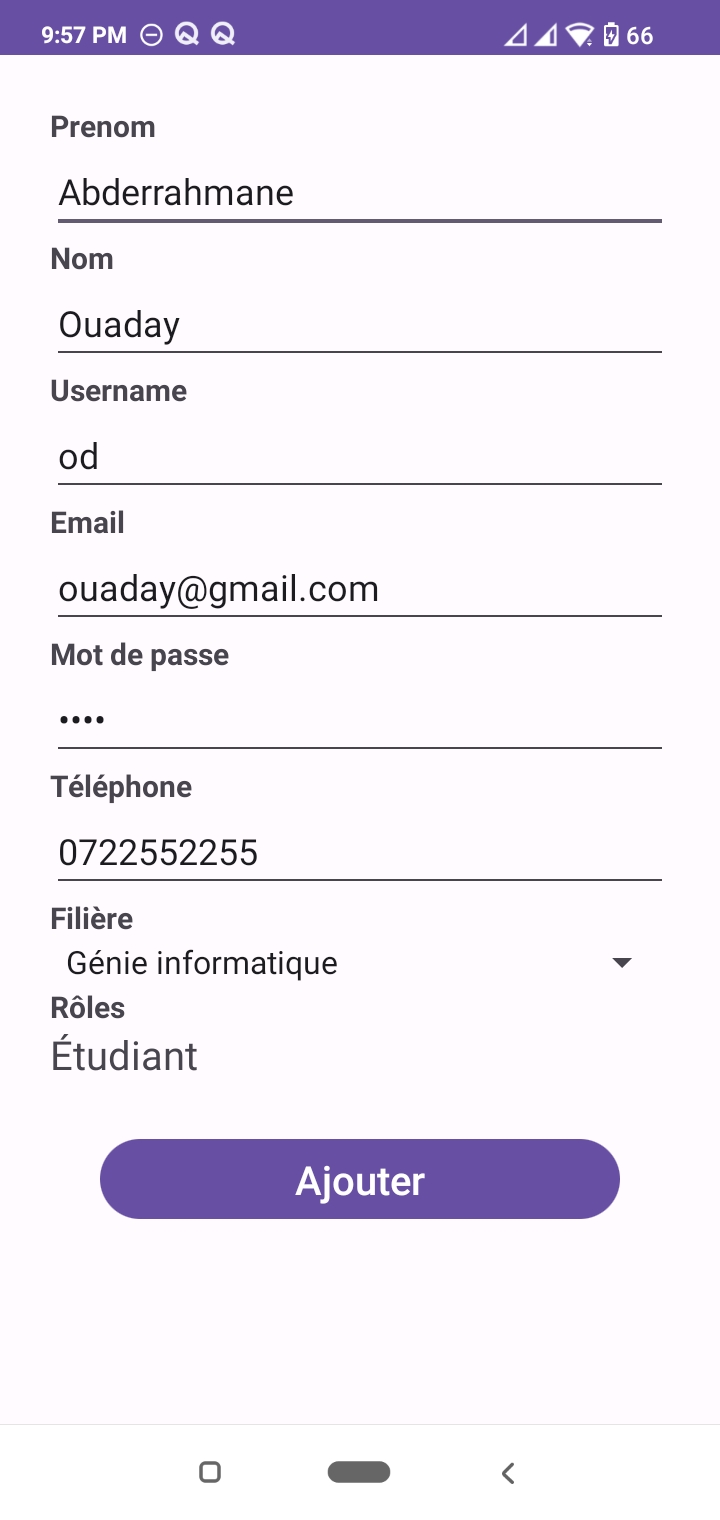 9:57 PM 66
Prenom
Abderrahmane
Nom
Ouaday
Username
od
Email
ouaday@gmail.com
Mot de passe
••••
Téléphone
0722552255
Filière
Génie informatique
Rôles
Étudiant
Ajouter